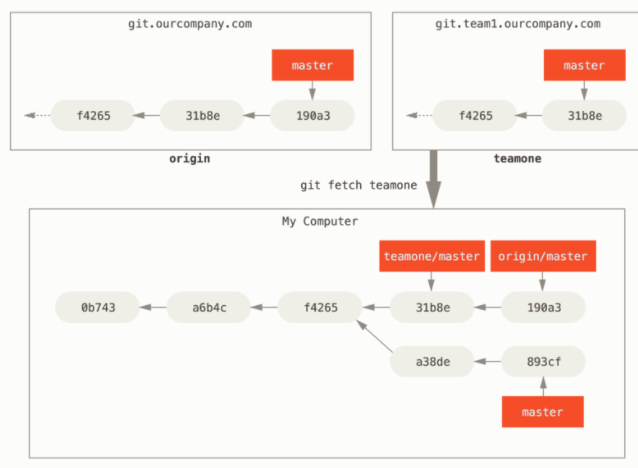 git.ourcompany.com
master
f4265
31b8e
190a3
origin
git.team1.ourcompany.com
master
f4265
31b8e
teamone
git fetch teamone
My Computer
teamone/master
origin/master
0b743
a6b4c
f4265
31b8e
190a3
a38de
893cf
master